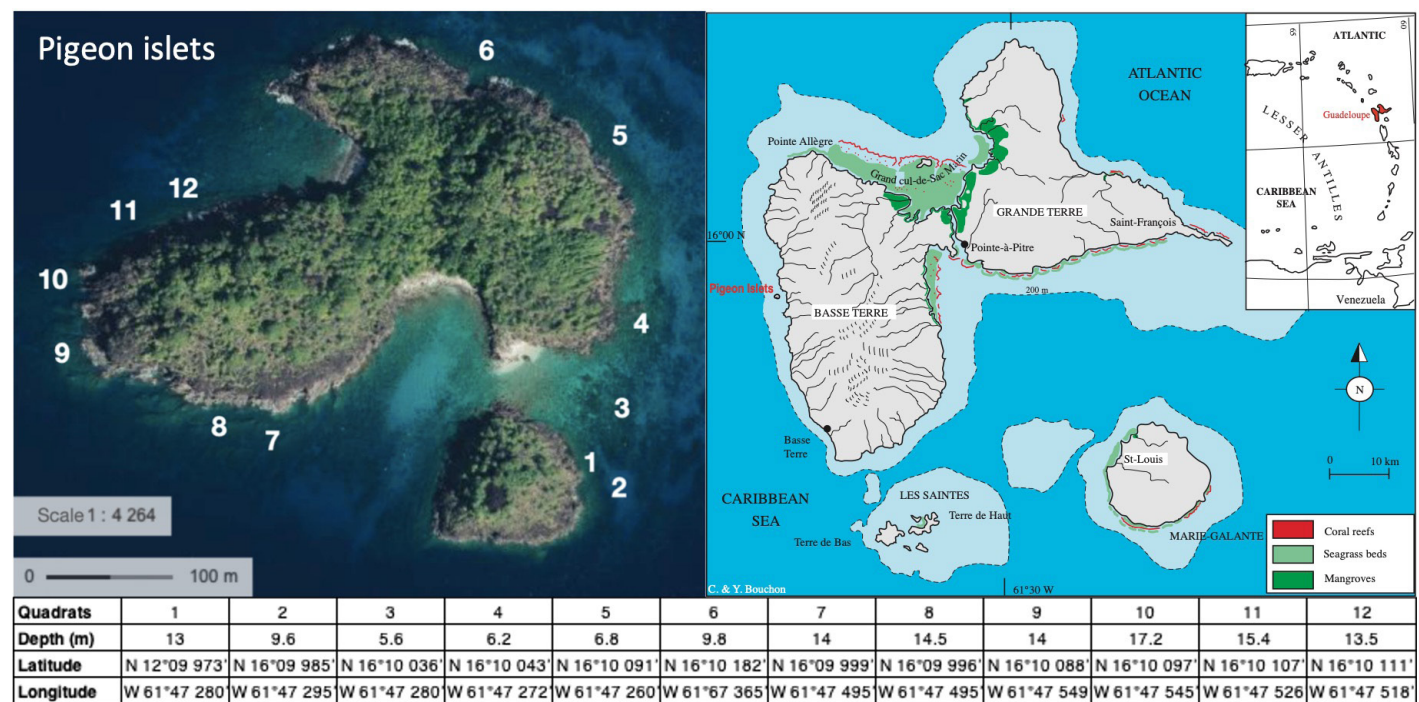 Pigeon islets
6
5
12
11
10
4
9
3
8
7
1
2
Scale 1 : 4 264
0 100 m
ATLANTIC
OCEAN
Pointe Allègre
Grand cul-de-Sac Marin
GRANDE TERRE
Saint-François
16°00 N
Pointe-à-Pitre
Pigeon islets
200 m
BASSE TERRE
Basse
Terre
St-Louis
CARIBBEAN
SEA
LES SAINTES
Terre de Haut
Terre de Bas
MARIE-GALANTE
C. & Y. Bouchon
61°30 W
65
60
ATLANTIC
Guadeloupe
LESSER
ANTILLES
CARIBBEAN
SEA
Venezuela
N
0 10 km
Coral reefs
Seagrass beds
Mangroves
Quadrats 1 2 3 4 5 6 7 8 9 10 11 12
Depth (m) 13 9.6 5.6 6.2 6.8 9.8 14 14.5 14 17.2 15.4 13.5
Latitude N 12°09 973' N 16°09 985' N 16°10 036' N 16°10 043' N 16°10 091' N 16°10 182' N 16°09 999' N 16°09 996' N 16°10 088' N 16°10 097' N 16°10 107' N 16°10 111'
Longitude W 61°47 280' W 61°47 295' W 61°47 280' W 61°47 272' W 61°47 260' W 61°67 365' W 61°47 495' W 61°47 495' W 61°47 549' W 61°47 545' W 61°47 526' W 61°47 518'